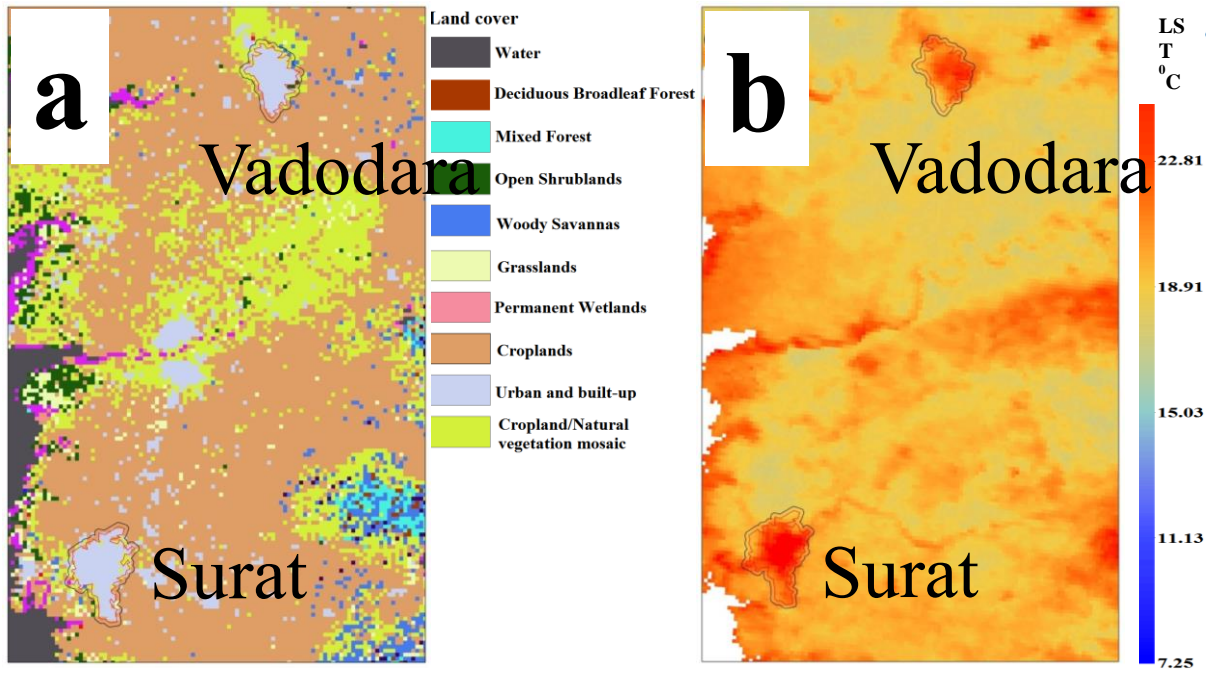 a
Land cover
Water
Deciduous Broadleaf Forest
Mixed Forest
Open Shrublands
Woody Savannas
Grasslands
Permanent Wetlands
Croplands
Urban and built-up
Cropland/Natural
vegetation mosaic
Vadodara
Surat
b
Vadodara
Surat
LS
T
⁰C
22.81
18.91
15.03
11.13
7.25